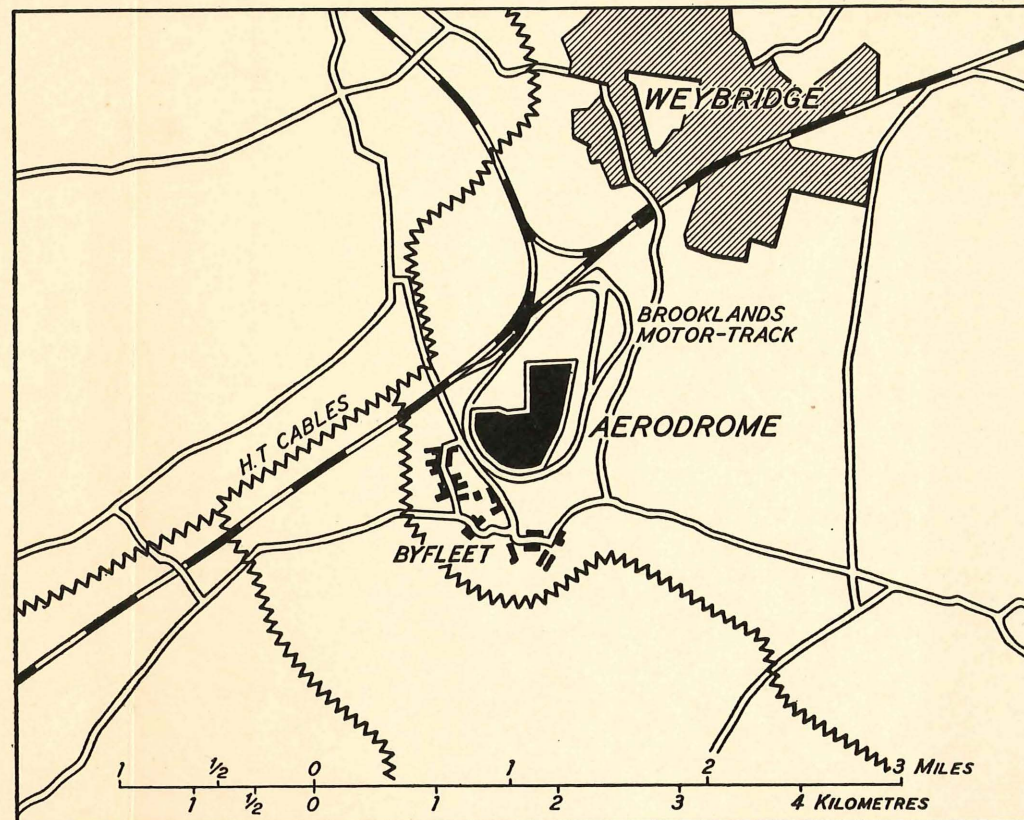 WEYBRIDGE
BROOKLANDS
MOTOR-TRACK
AERODROME
H.T CABLES
BYFLEET
1 ½ 0 1 2 3 MILES
1 ½ 0 1 2 3 4 KILOMETRES